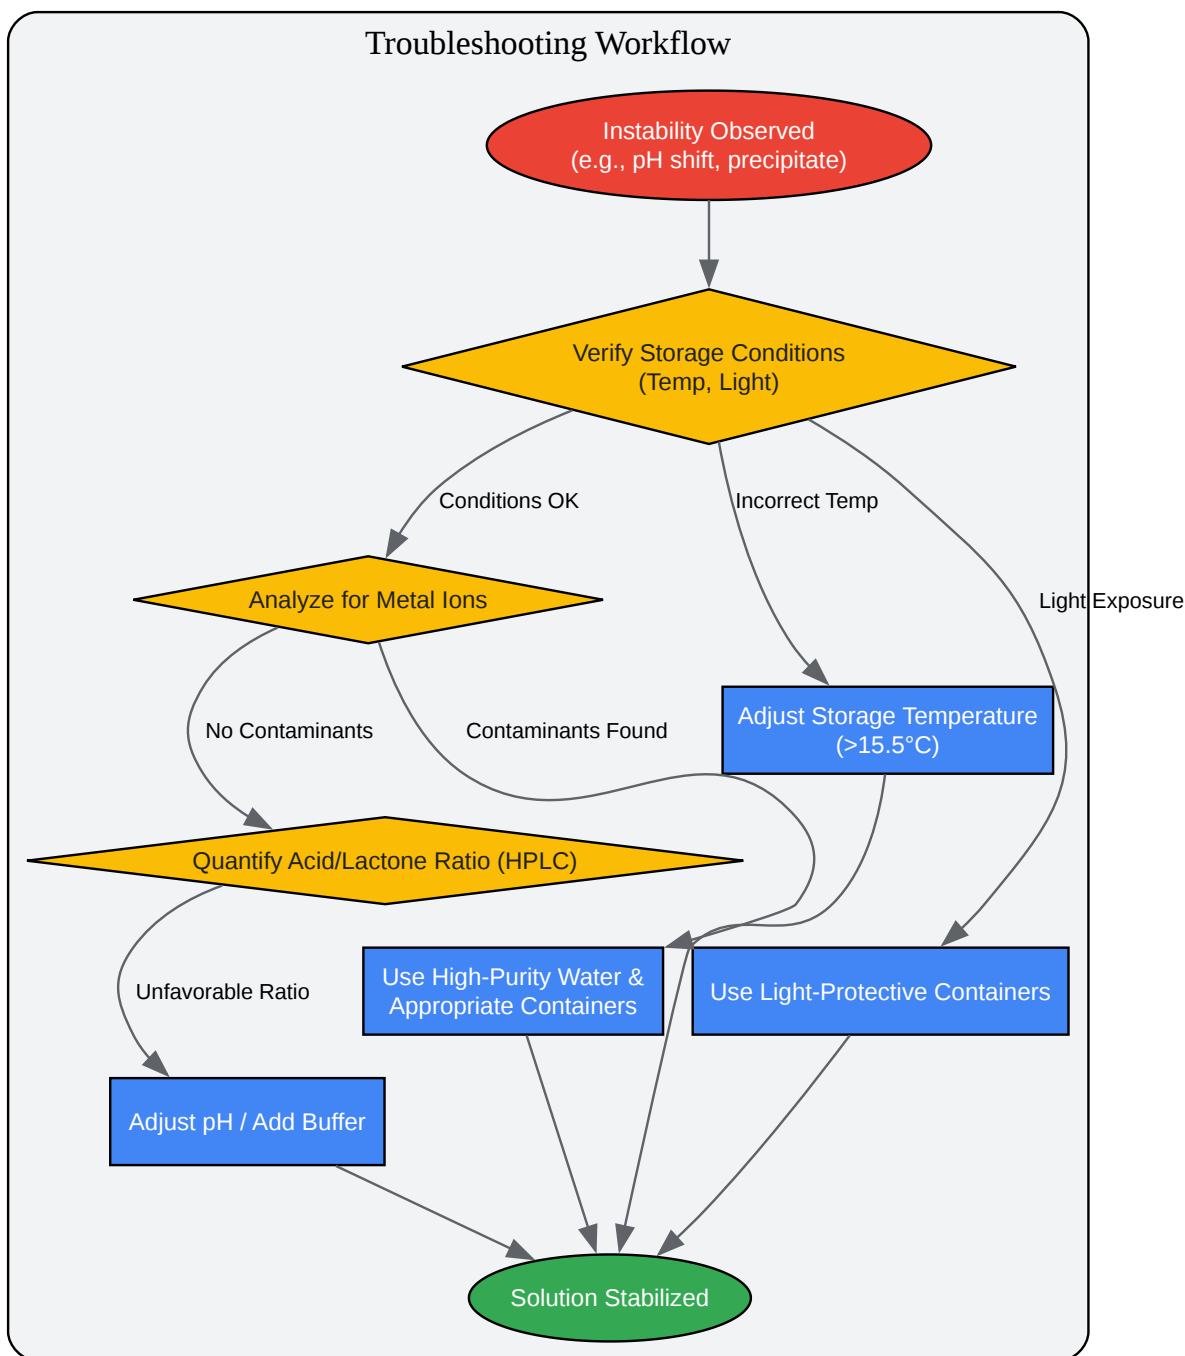 Troubleshooting Workflow
Instability Observed
(e.g., pH shift, precipitate)
Verify Storage Conditions
(Temp, Light)
Conditions OK
Incorrect Temp
Light Exposure
Analyze for Metal Ions
No Contaminants
Contaminants Found
Adjust Storage Temperature
(>15.5°C)
Quantify Acid/Lactone Ratio (HPLC)
Unfavorable Ratio
Use High-Purity Water &
Appropriate Containers
Use Light-Protective Containers
Adjust pH / Add Buffer
Solution Stabilized